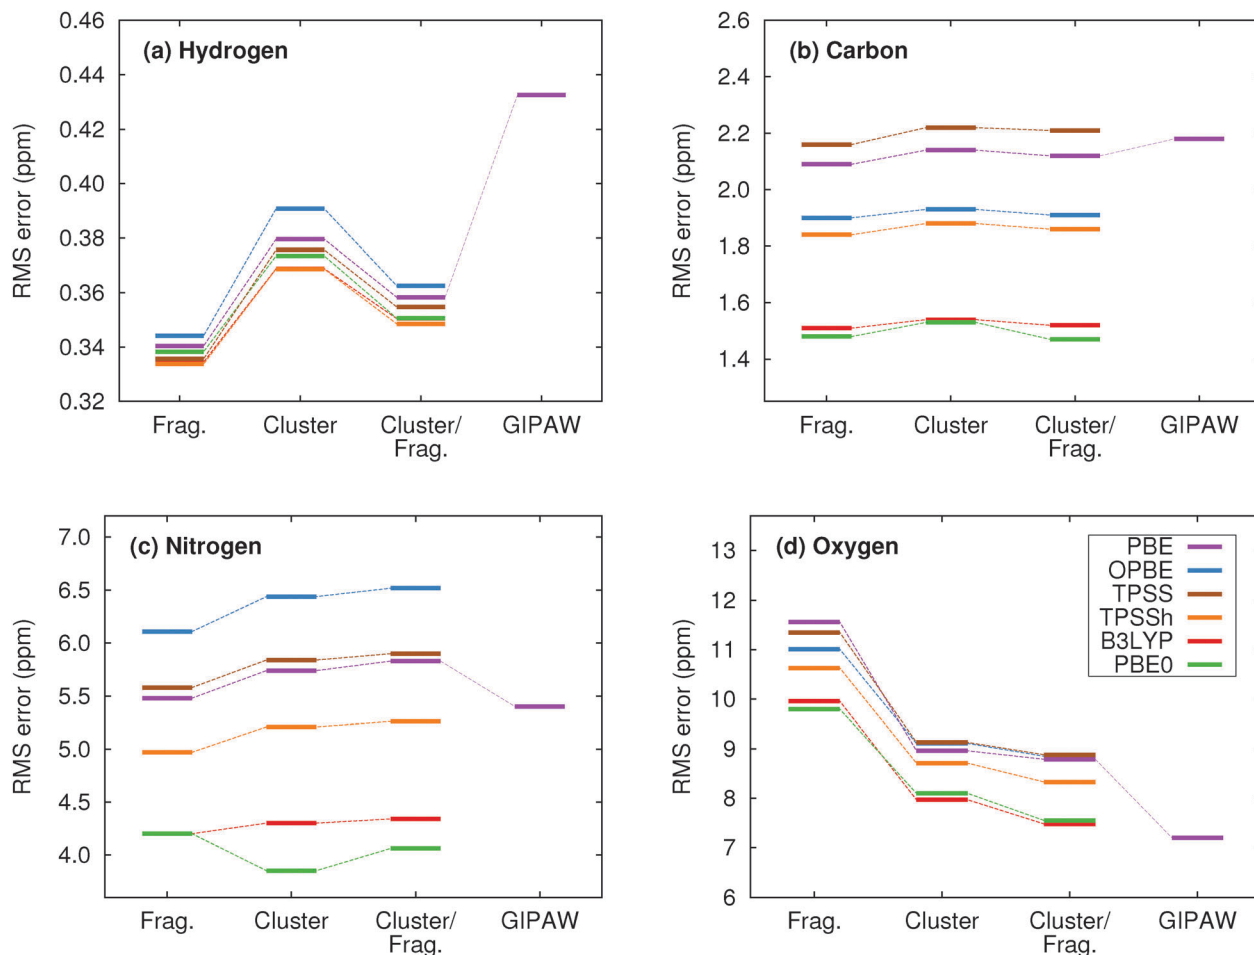 (a) Hydrogen
RMS error (ppm)
0.46
0.44
0.42
0.40
0.38
0.36
0.34
0.32
Frag.
Cluster
Cluster/
Frag.
GIPAW
(b) Carbon
RMS error (ppm)
2.6
2.4
2.2
2.0
1.8
1.6
1.4
Frag.
Cluster
Cluster/
Frag.
GIPAW
(c) Nitrogen
RMS error (ppm)
7.0
6.5
6.0
5.5
5.0
4.5
4.0
Frag.
Cluster
Cluster/
Frag.
GIPAW
(d) Oxygen
RMS error (ppm)
13
12
11
10
9
8
7
6
PBE
OPBE
TPSS
TPSSh
B3LYP
PBE0
Frag.
Cluster
Cluster/
Frag.
GIPAW